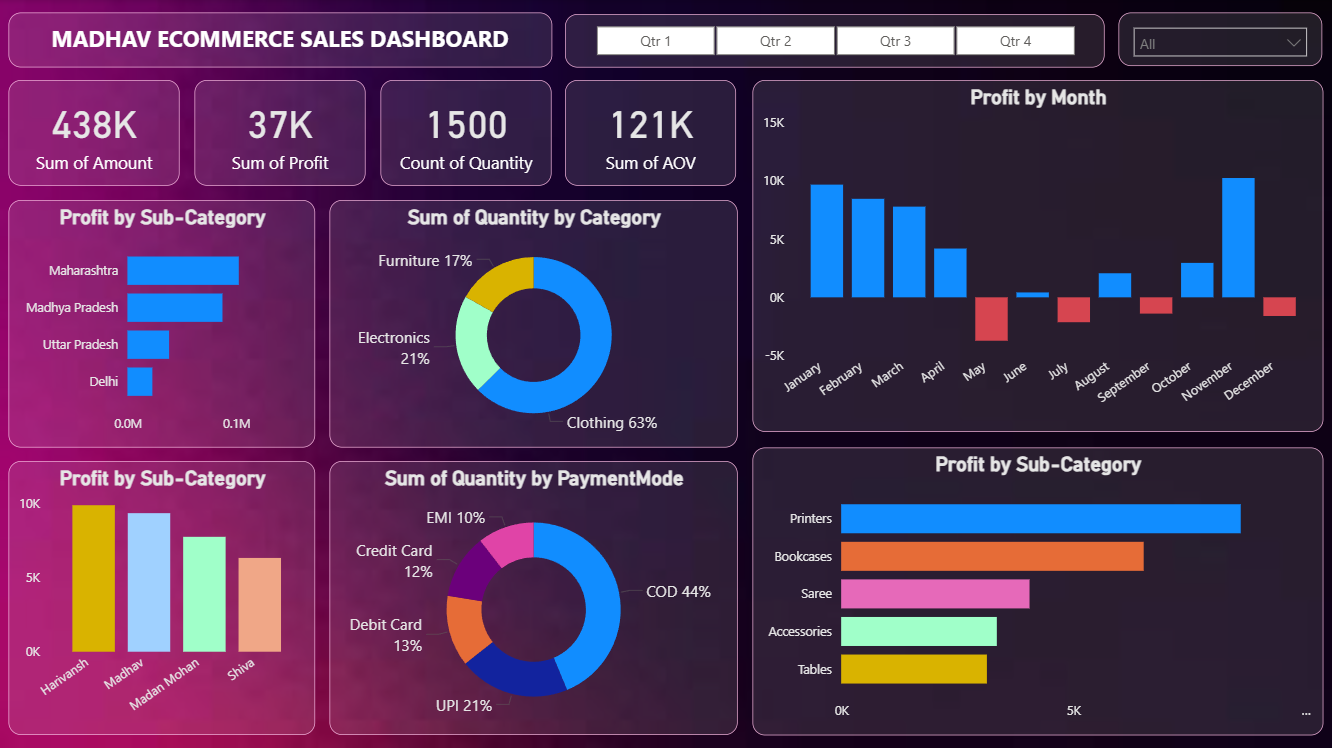 MADHAV ECOMMERCE SALES DASHBOARD
Qtr 1
Qtr 2
Qtr 3
Qtr 4
All
438K
Sum of Amount
37K
Sum of Profit
1500
Count of Quantity
121K
Sum of AOV
Profit by Month
15K
10K
5K
0K
-5K
January
February
March
April
May
June
July
August
September
October
November
December
Profit by Sub-Category
Maharashtra
Madhya Pradesh
Uttar Pradesh
Delhi
0.0M
0.1M
Sum of Quantity by Category
Furniture 17%
Electronics
21%
Clothing 63%
Profit by Sub-Category
10K
5K
0K
Harivansh
Madhav
Madan Mohan
Shiva
Sum of Quantity by PaymentMode
EMI 10%
Credit Card
12%
Debit Card
13%
UPI 21%
COD 44%
Profit by Sub-Category
Printers
Bookcases
Saree
Accessories
Tables
0K
5K
...